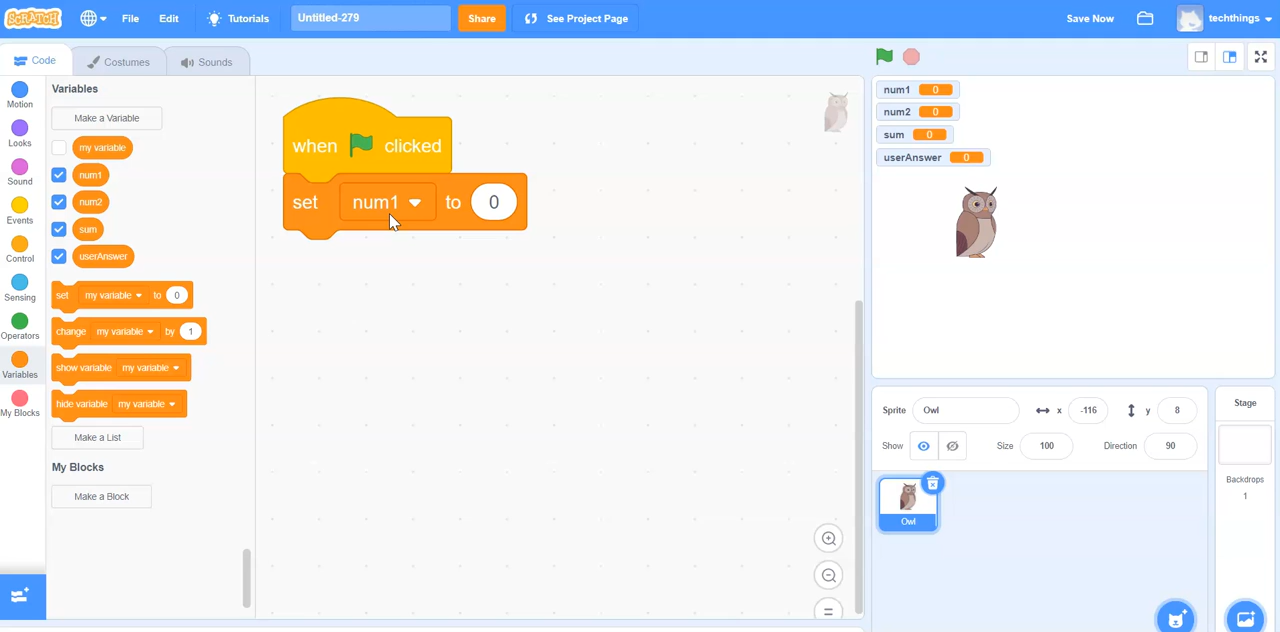 SCRATCH File Edit Tutorials Untitled-279 Share See Project Page Save Now techthings
Code Costumes Sounds
Motion
Looks
Sound
Events
Control
Sensing
Operators
Variables
My Blocks
Variables
Make a Variable
my variable
num1
num2
sum
userAnswer
set my variable to 0
change my variable by 1
show variable my variable
hide variable my variable
Make a List
My Blocks
Make a Block
when clicked
set num1 to 0
num1 0
num2 0
sum 0
userAnswer 0
Sprite Owl x -116 y 8
Show Size 100 Direction 90
Owl
Stage
Backdrops
1